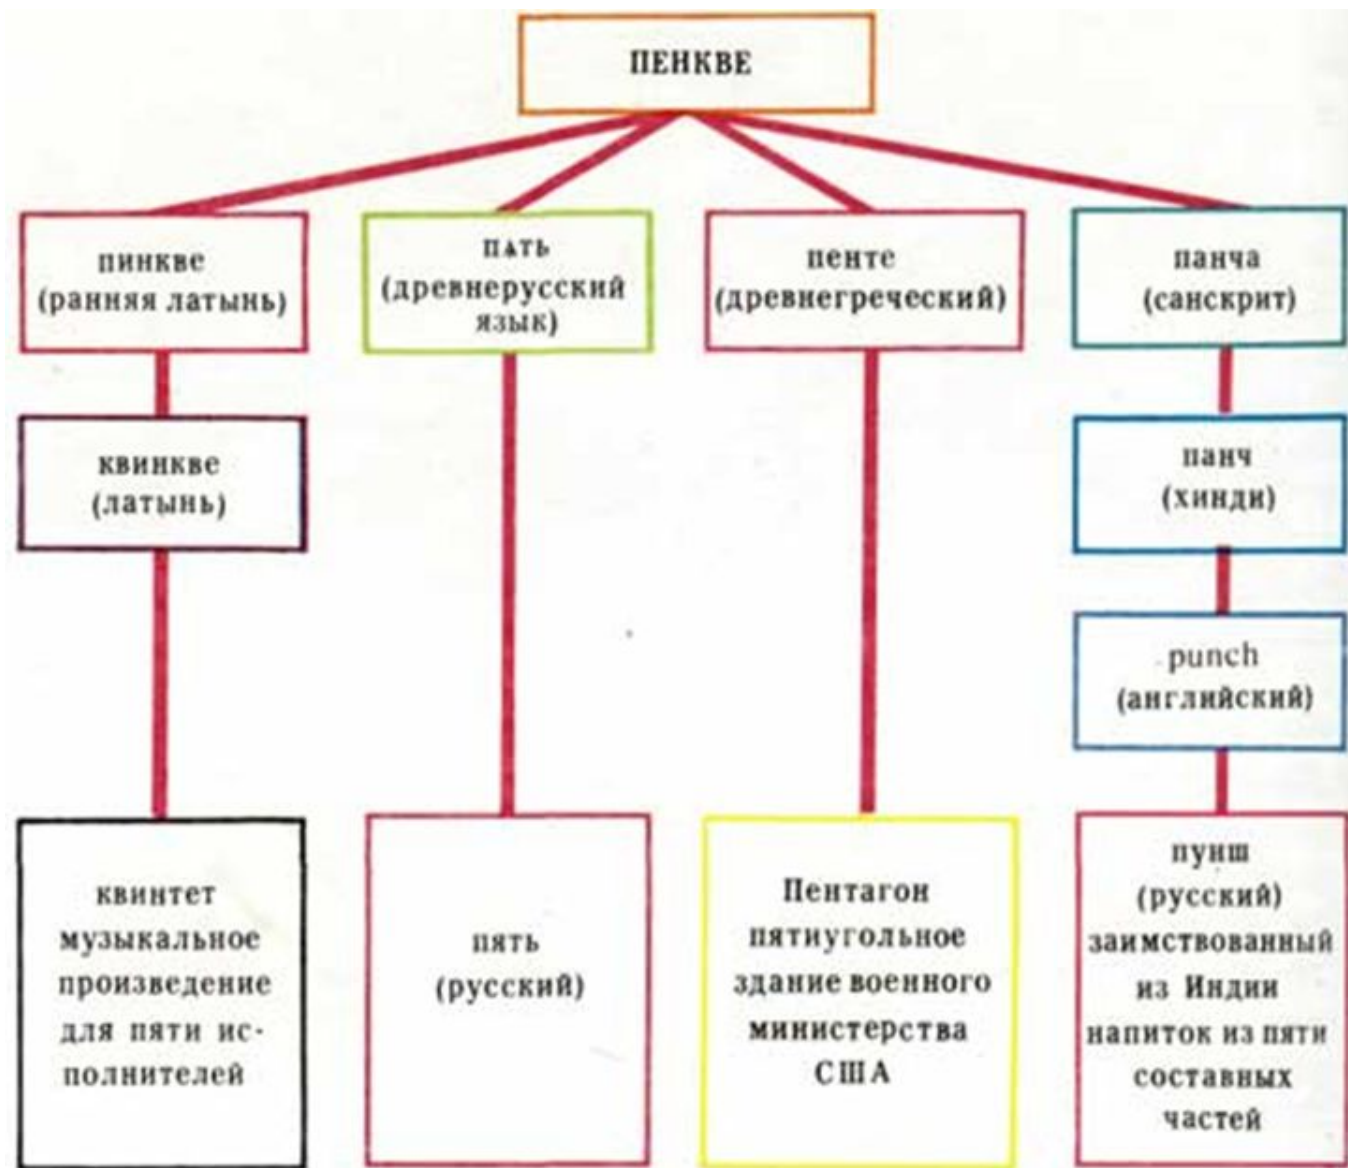 ПЕНКВЕ
пинкве
(ранняя латынь)
пѧть
(древнерусский
язык)
пенте
(древнегреческий)
панча
(санскрит)
квинкве
(латынь)
панч
(хинди)
punch
(английский)
квинтет
музыкальное
произведение
для пяти ис-
полнителей
пять
(русский)
Пентагон
пятиугольное
здание военного
министерства
США
пунш
(русский)
заимствованный
из Индии
напиток из пяти
составных
частей